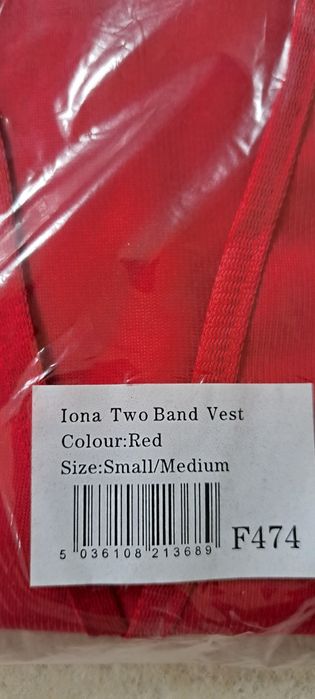 Iona Two Band Vest
Colour:Red
Size:Small/Medium
5 036108 213689
F474